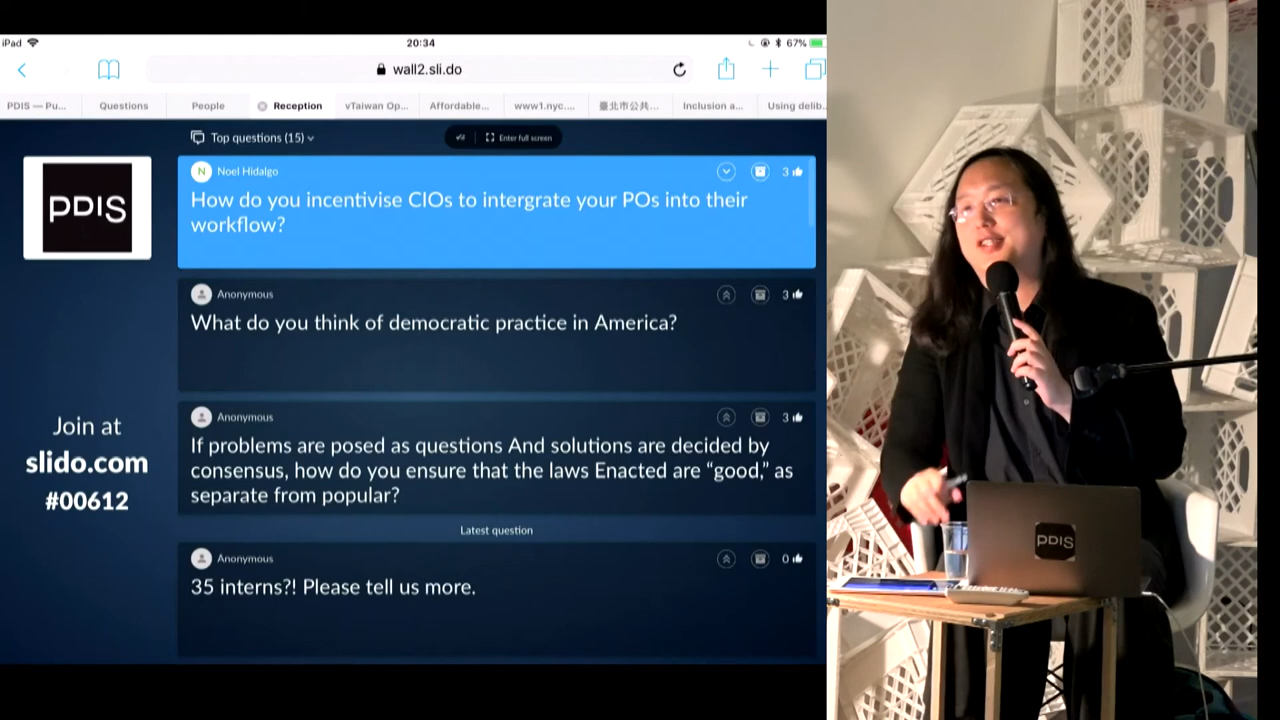 iPad
20:34
67%
wall2.sli.do
PDIS — Pu...
Questions
People
Reception
vTaiwan Op...
Affordable...
www1.nyc....
臺北市公共...
Inclusion a...
Using delib..
Top questions (15)
Enter full screen
PDIS
N Noel Hidalgo
3
How do you incentivise CIOs to intergrate your POs into their
workflow?
Anonymous
3
What do you think of democratic practice in America?
Anonymous
3
If problems are posed as questions And solutions are decided by
consensus, how do you ensure that the laws Enacted are “good,” as
separate from popular?
Join at
slido.com
#00612
Latest question
Anonymous
0
35 interns?! Please tell us more.
PDIS